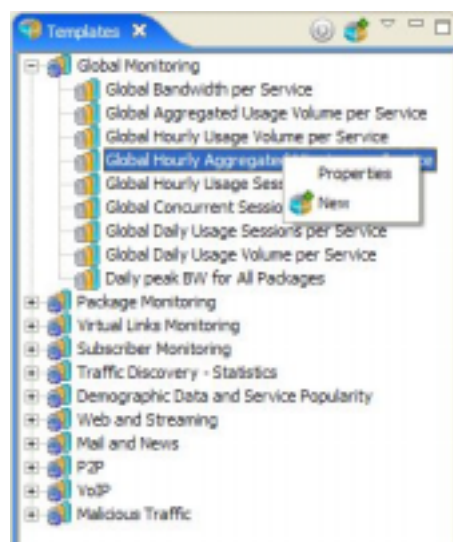 Templates
Global Monitoring
Global Bandwidth per Service
Global Aggregated Usage Volume per Service
Global Hourly Usage Volume per Service
Global Hourly Aggregated
Properties
Global Hourly Usage Sess
New
Global Concurrent Sessio
Global Daily Usage Sessions per Service
Global Daily Usage Volume per Service
Daily peak BW for All Packages
Package Monitoring
Virtual Links Monitoring
Subscriber Monitoring
Traffic Discovery - Statistics
Demographic Data and Service Popularity
Web and Streaming
Mail and News
P2P
VoIP
Malicious Traffic